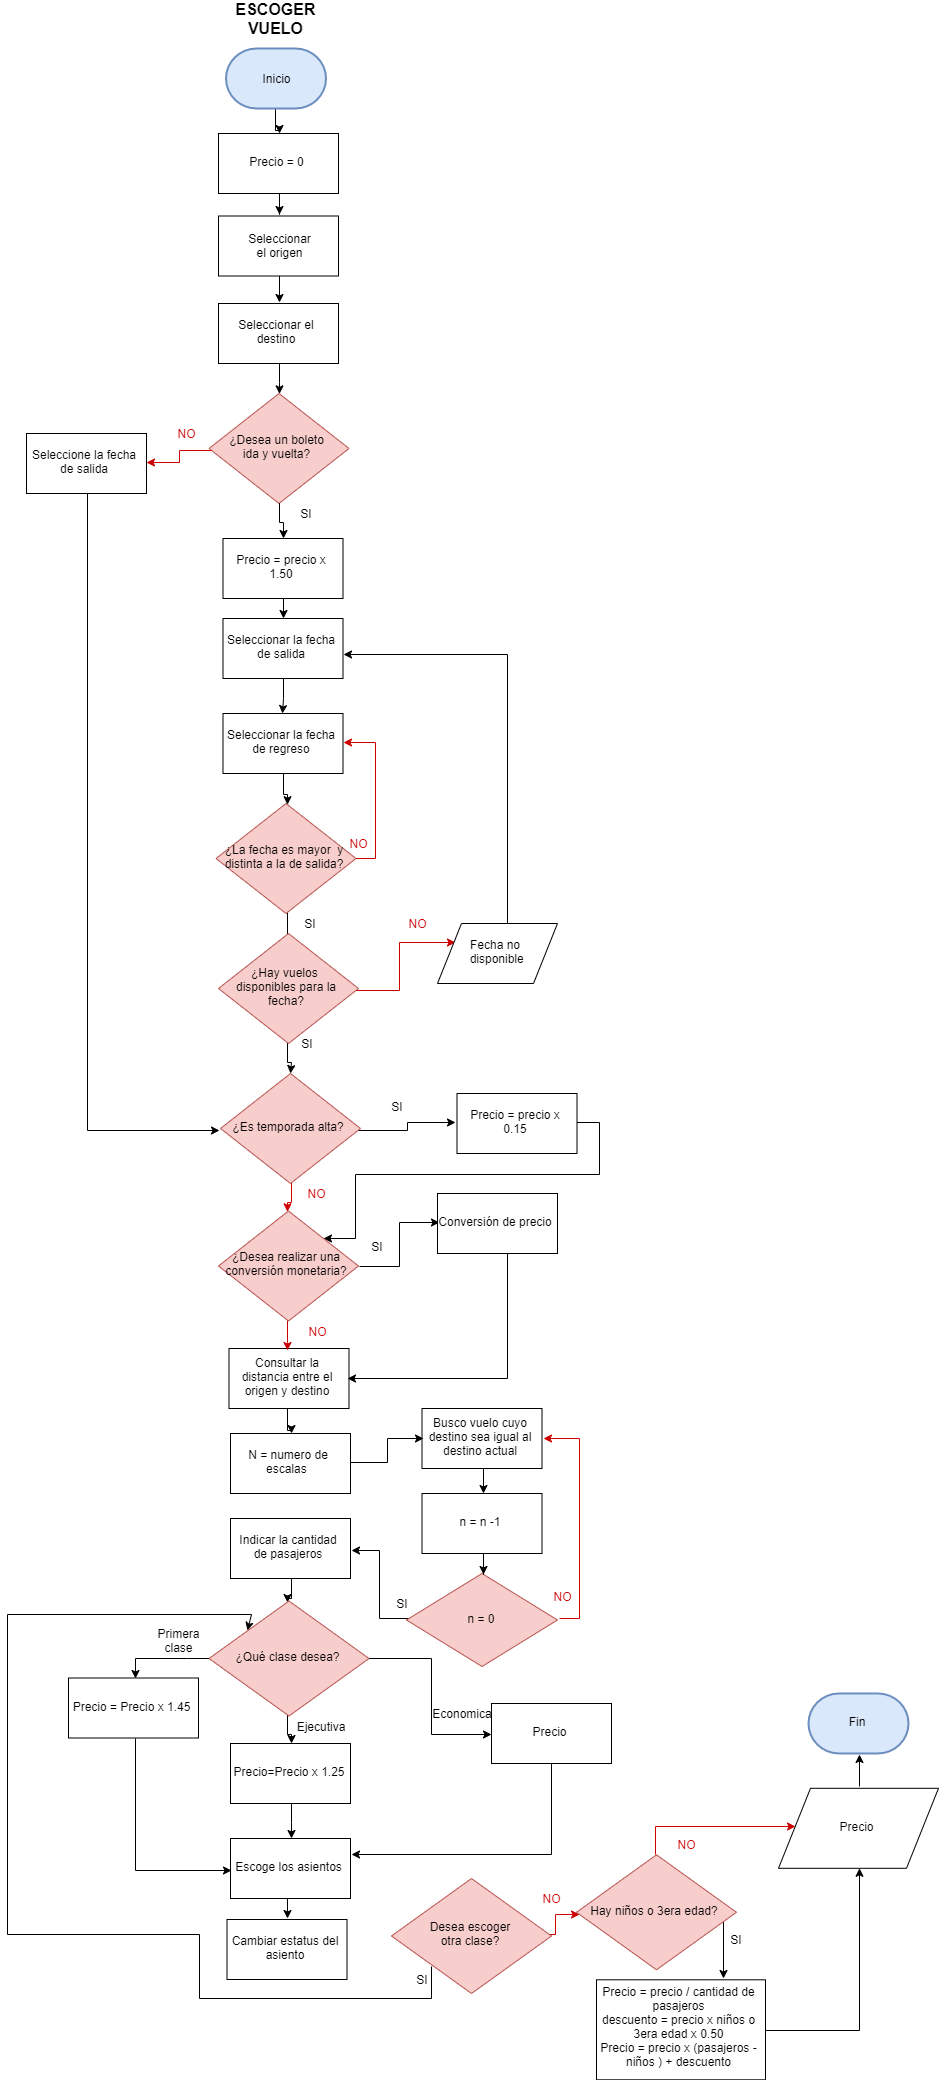 ESCOGER
VUELO
Inicio
Precio = 0
Seleccionar
el origen
Seleccionar el
destino
¿Desea un boleto
ida y vuelta?
NO
Seleccione la fecha
de salida
SI
Precio = precio x
1.50
Seleccionar la fecha
de salida
Seleccionar la fecha
de regreso
¿La fecha es mayor y
distinta a la de salida?
NO
SI
NO
Fecha no
disponible
¿Hay vuelos
disponibles para la
fecha?
SI
¿Es temporada alta?
SI
Precio = precio x
0.15
NO
Conversión de precio
SI
¿Desea realizar una
conversión monetaria?
NO
Consultar la
distancia entre el
origen y destino
N = numero de
escalas
Busco vuelo cuyo
destino sea igual al
destino actual
n = n -1
n = 0
NO
SI
Indicar la cantidad
de pasajeros
¿Qué clase desea?
Primera
clase
Precio = Precio x 1.45
Ejecutiva
Precio=Precio x 1.25
Economica
Precio
Escoge los asientos
Cambiar estatus del
asiento
Desea escoger
otra clase?
SI
NO
Hay niños o 3era edad?
NO
SI
Precio = precio / cantidad de
pasajeros
descuento = precio x niños o
3era edad x 0.50
Precio = precio x (pasajeros -
niños ) + descuento
Precio
Fin